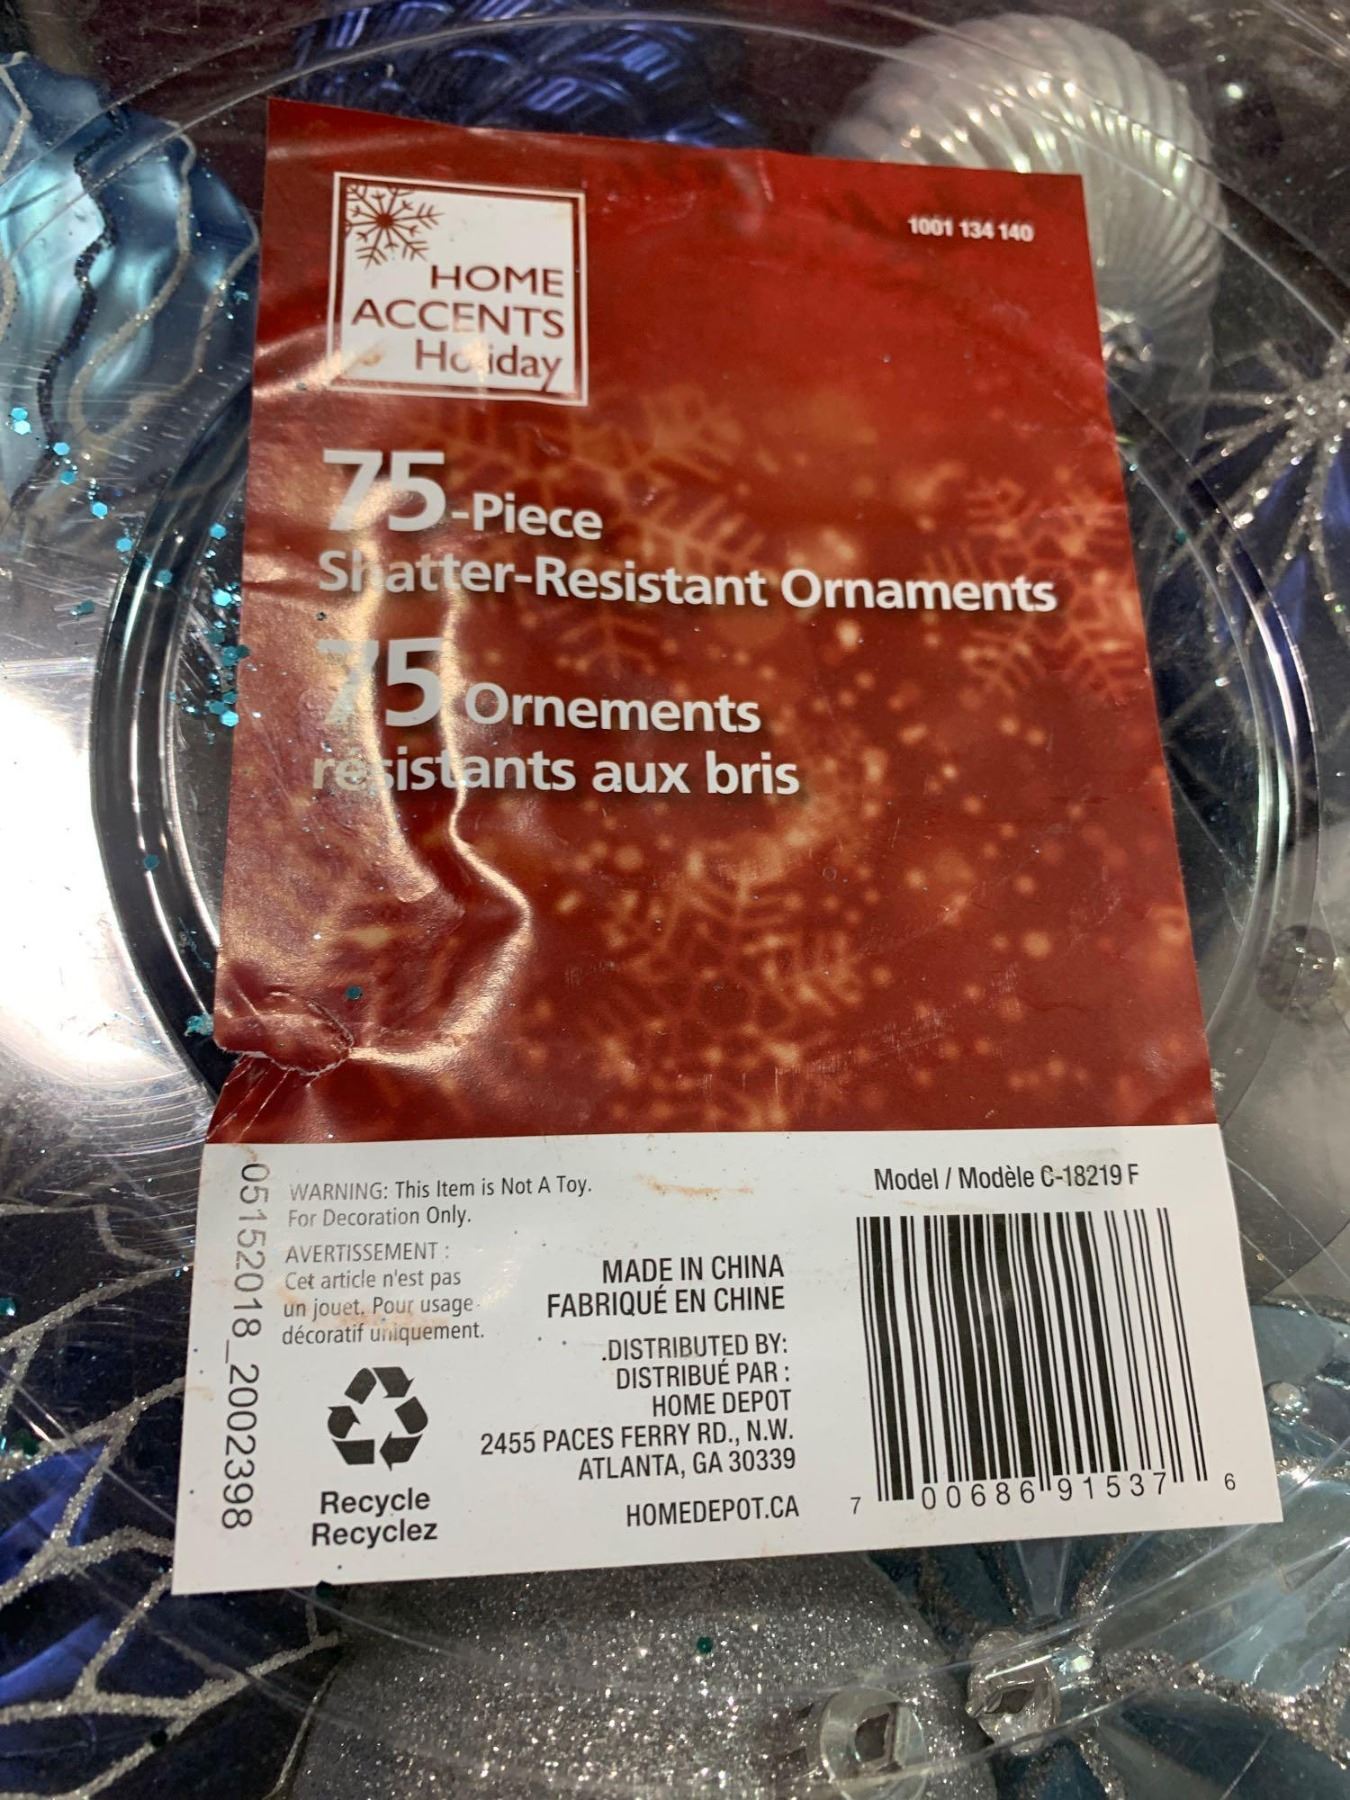 HOME
ACCENTS
Holiday
1001 134 140
75-Piece
Shatter-Resistant Ornaments
75 Ornements
résistants aux bris
05152018_2002398
WARNING: This Item is Not A Toy.
For Decoration Only.
AVERTISSEMENT :
Cet article n'est pas
un jouet. Pour usage
décoratif uniquement.
Recycle
Recyclez
MADE IN CHINA
FABRIQUÉ EN CHINE
DISTRIBUTED BY:
DISTRIBUÉ PAR :
HOME DEPOT
2455 PACES FERRY RD., N.W.
ATLANTA, GA 30339
HOMEDEPOT.CA
Model / Modèle C-18219 F
7 00686 91537 6